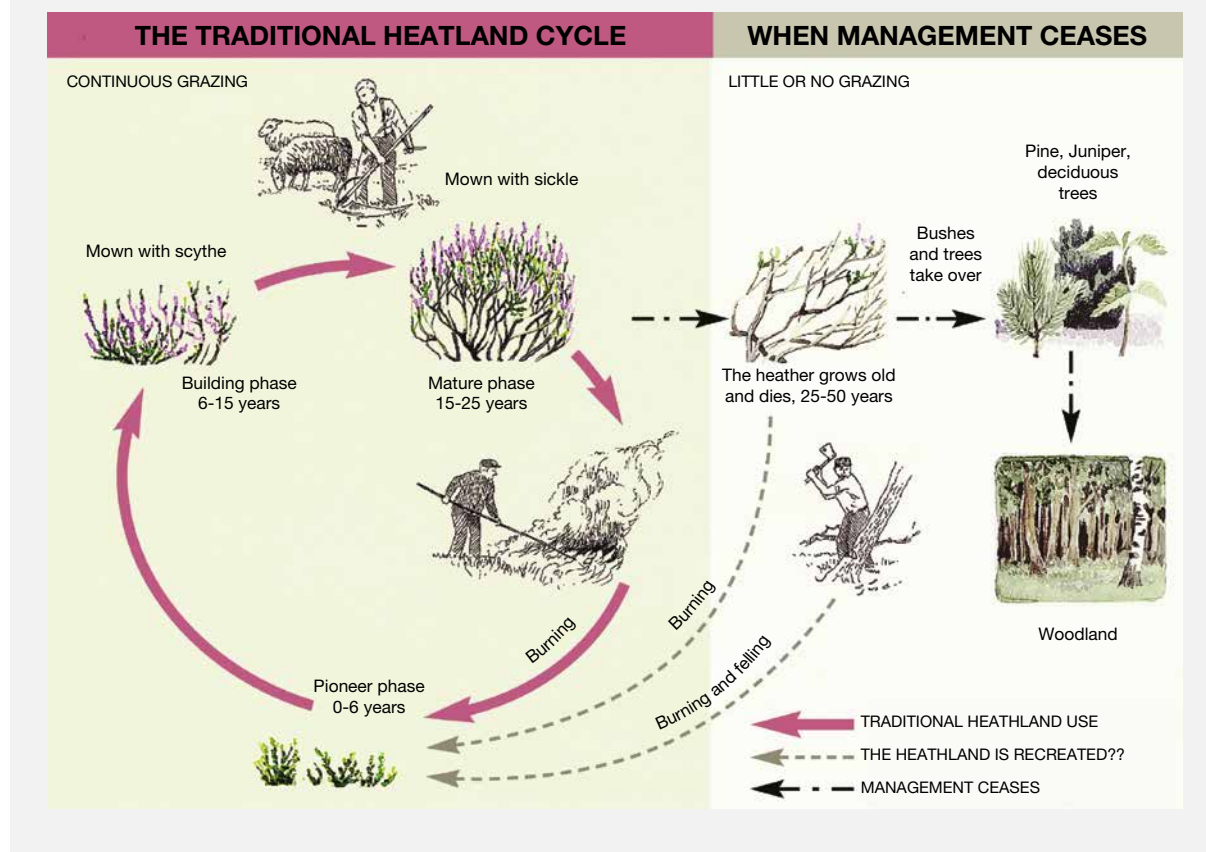 THE TRADITIONAL HEATLAND CYCLE
WHEN MANAGEMENT CEASES
CONTINUOUS GRAZING
LITTLE OR NO GRAZING
Mown with sickle
Mown with scythe
Building phase
6-15 years
Mature phase
15-25 years
Pine, Juniper,
deciduous
trees
Bushes
and trees
take over
The heather grows old
and dies, 25-50 years
Woodland
Burning
Burning
Burning and felling
Pioneer phase
0-6 years
TRADITIONAL HEATHLAND USE
THE HEATHLAND IS RECREATED??
MANAGEMENT CEASES